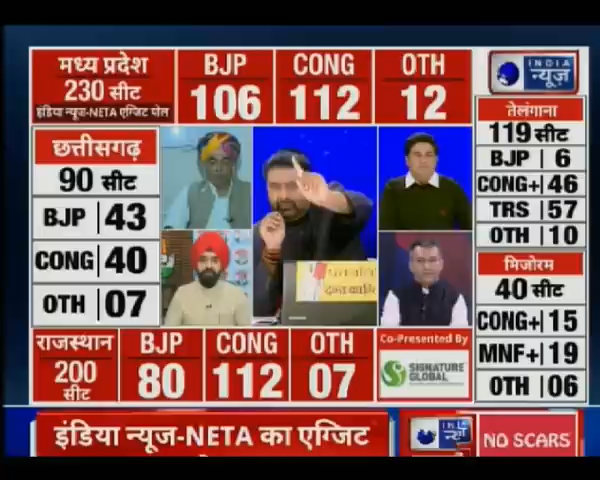 मध्य प्रदेश
230 सीट
इंडिया न्यूज-NETA एग्जिट पोल
BJP
106
CONG
112
OTH
12
INDIA
न्यूज़
छत्तीसगढ़
90 सीट
BJP 43
CONG 40
OTH 07
तेलंगाना
119 सीट
BJP 6
CONG+ 46
TRS 57
OTH 10
मिजोरम
40 सीट
CONG+ 15
MNF+ 19
OTH 06
राजस्थान
200
सीट
BJP
80
CONG
112
OTH
07
Co-Presented By
SIGNATURE
GLOBAL
इंडिया न्यूज-NETA का एग्जिट
NO SCARS